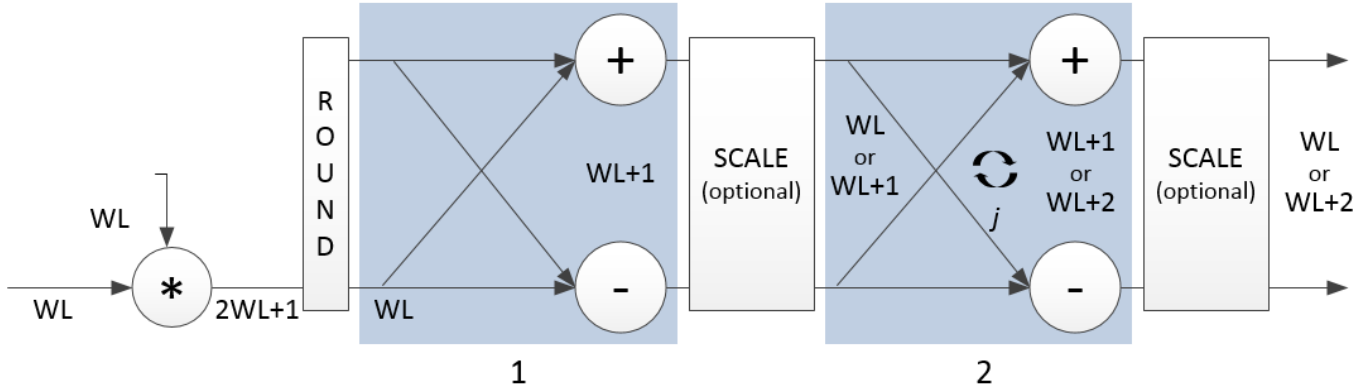 WL
WL
*
2WL+1
R
O
U
N
D
WL
+
-
WL+1
1
SCALE
(optional)
WL
or
WL+1
j
+
-
WL+1
or
WL+2
2
SCALE
(optional)
WL
or
WL+2